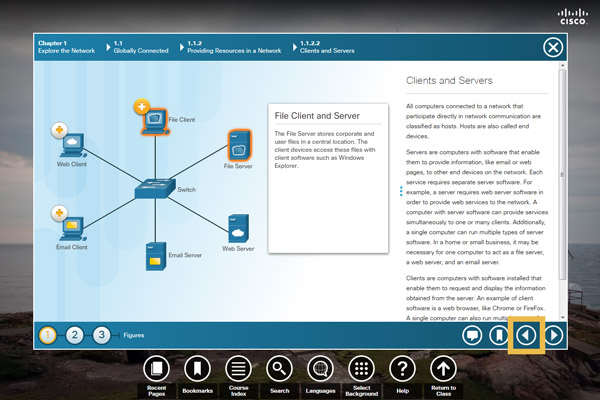 CISCO.
Chapter 1
Explore the Network
1.1
Globally Connected
1.1.2
Providing Resources in a Network
1.1.2.2
Clients and Servers
File Client
Web Client
File Server
Switch
Email Client
Email Server
Web Server
File Client and Server
The File Server stores corporate and
user files in a central location. The
client devices access these files with
client software such as Windows
Explorer.
Clients and Servers
All computers connected to a network that
participate directly in network communication are
classified as hosts. Hosts are also called end
devices.
Servers are computers with software that enable
them to provide information, like email or web
pages, to other end devices on the network. Each
service requires separate server software. For
example, a server requires web server software in
order to provide web services to the network. A
computer with server software can provide services
simultaneously to one or many clients. Additionally,
a single computer can run multiple types of server
software. In a home or small business, it may be
necessary for one computer to act as a file server,
a web server, and an email server.
Clients are computers with software installed that
enable them to request and display the information
obtained from the server. An example of client
software is a web browser, like Chrome or FireFox.
A single computer can also run
1
2
3
Figures
Recent
Pages
Bookmarks
Course
Index
Search
Languages
Select
Background
Help
Return to
Class